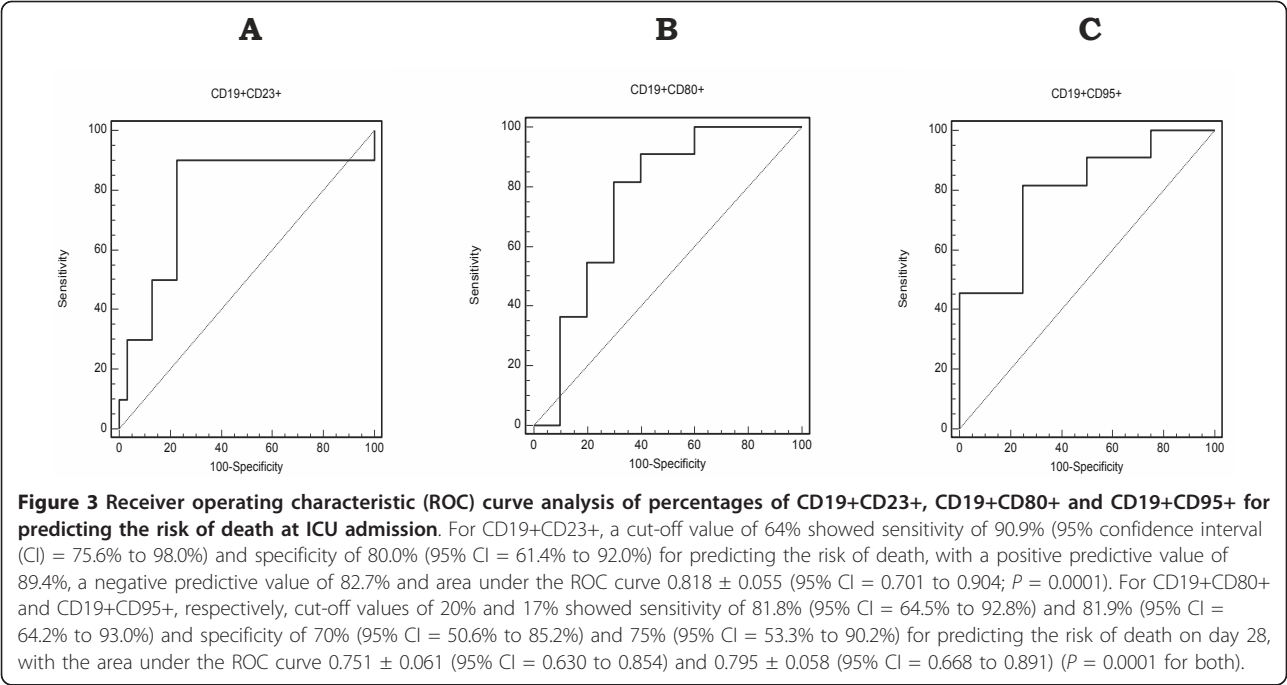 A
B
C
CD19+CD23+
100
80
60
40
20
0
Sensitivity
0 20 40 60 80 100
100-Specificity
CD19+CD80+
100
80
60
40
20
0
Sensitivity
0 20 40 60 80 100
100-Specificity
CD19+CD95+
100
80
60
40
20
0
Sensitivity
0 20 40 60 80 100
100-Specificity
Figure 3 Receiver operating characteristic (ROC) curve analysis of percentages of CD19+CD23+, CD19+CD80+ and CD19+CD95+ for
predicting the risk of death at ICU admission. For CD19+CD23+, a cut-off value of 64% showed sensitivity of 90.9% (95% confidence interval
(CI) = 75.6% to 98.0%) and specificity of 80.0% (95% CI = 61.4% to 92.0%) for predicting the risk of death, with a positive predictive value of
89.4%, a negative predictive value of 82.7% and area under the ROC curve 0.818 ± 0.055 (95% CI = 0.701 to 0.904; P = 0.0001). For CD19+CD80+
and CD19+CD95+, respectively, cut-off values of 20% and 17% showed sensitivity of 81.8% (95% CI = 64.5% to 92.8%) and 81.9% (95% CI =
64.2% to 93.0%) and specificity of 70% (95% CI = 50.6% to 85.2%) and 75% (95% CI = 53.3% to 90.2%) for predicting the risk of death on day 28,
with the area under the ROC curve 0.751 ± 0.061 (95% CI = 0.630 to 0.854) and 0.795 ± 0.058 (95% CI = 0.668 to 0.891) (P = 0.0001 for both).